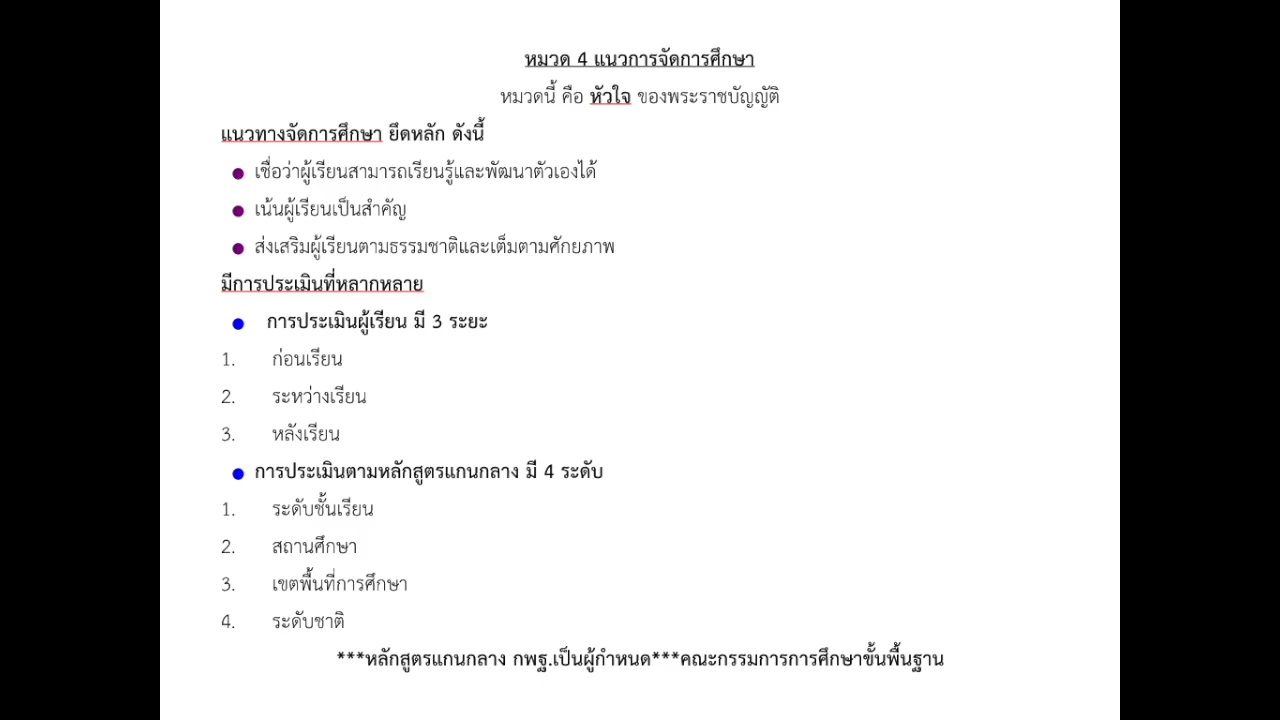 หมวด 4 แนวการจัดการศึกษา
หมวดนี้ คือ หัวใจ ของพระราชบัญญัติ
แนวทางจัดการศึกษา ยึดหลัก ดังนี้
● เชื่อว่าผู้เรียนสามารถเรียนรู้และพัฒนาตัวเองได้
● เน้นผู้เรียนเป็นสำคัญ
● ส่งเสริมผู้เรียนตามธรรมชาติและเต็มตามศักยภาพ
มีการประเมินที่หลากหลาย
● การประเมินผู้เรียน มี 3 ระยะ
1. ก่อนเรียน
2. ระหว่างเรียน
3. หลังเรียน
● การประเมินตามหลักสูตรแกนกลาง มี 4 ระดับ
1. ระดับชั้นเรียน
2. สถานศึกษา
3. เขตพื้นที่การศึกษา
4. ระดับชาติ
***หลักสูตรแกนกลาง กพฐ.เป็นผู้กำหนด***คณะกรรมการการศึกษาขั้นพื้นฐาน